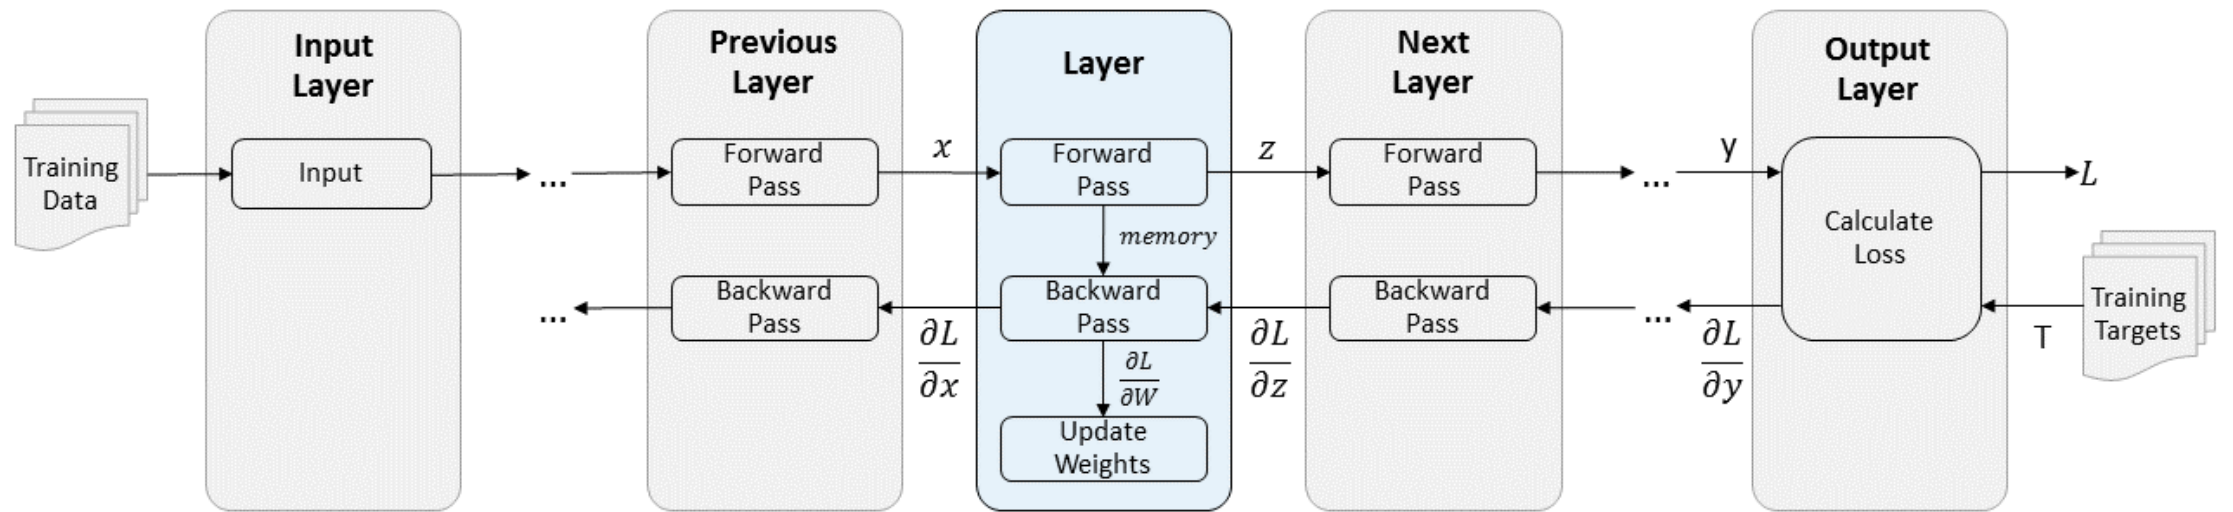 Input
Layer
Previous
Layer
Layer
Next
Layer
Output
Layer
Training
Data
Input
...
Forward
Pass
x
Forward
Pass
z
Forward
Pass
...
y
Calculate
Loss
L
memory
...
Backward
Pass
∂L
∂x
Backward
Pass
∂L
∂z
Backward
Pass
...
∂L
∂y
T
Training
Targets
∂L
∂W
Update
Weights